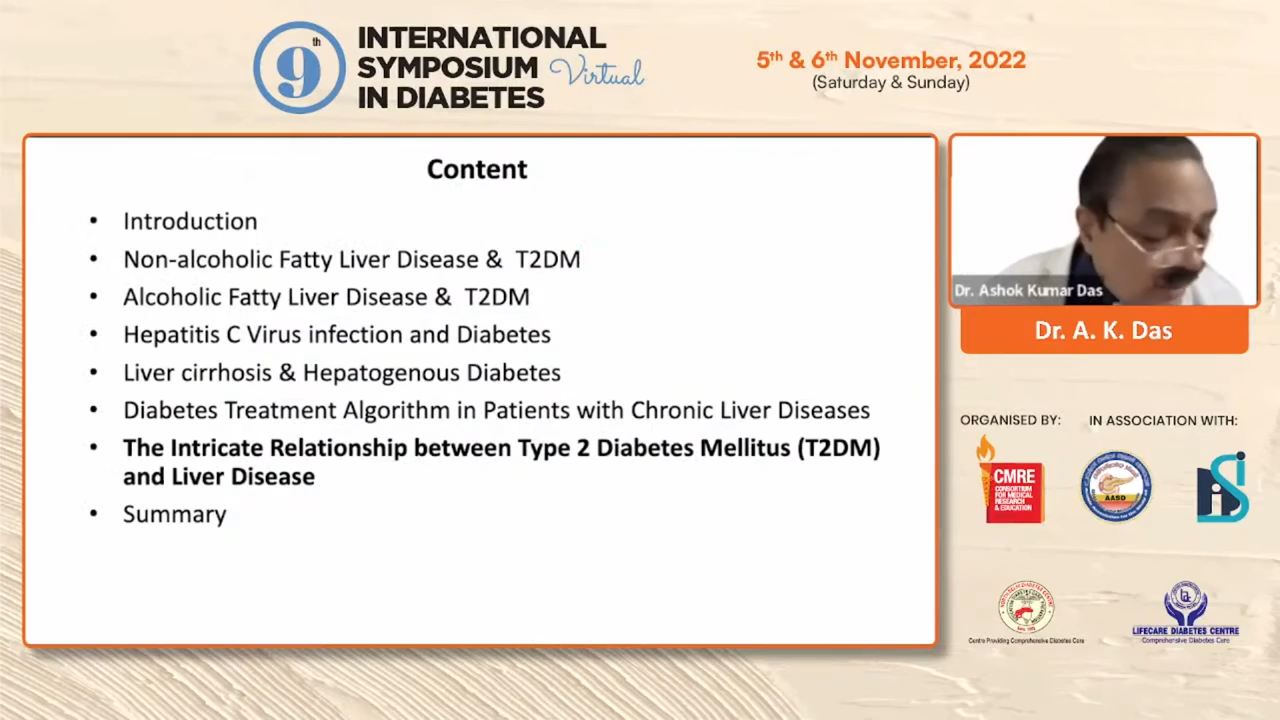 9th
INTERNATIONAL
SYMPOSIUM Virtual
IN DIABETES
5th & 6th November, 2022
(Saturday & Sunday)
Content
• Introduction
• Non-alcoholic Fatty Liver Disease & T2DM
• Alcoholic Fatty Liver Disease & T2DM
• Hepatitis C Virus infection and Diabetes
• Liver cirrhosis & Hepatogenous Diabetes
• Diabetes Treatment Algorithm in Patients with Chronic Liver Diseases
• The Intricate Relationship between Type 2 Diabetes Mellitus (T2DM)
and Liver Disease
• Summary
Dr. Ashok Kumar Das
Dr. A. K. Das
ORGANISED BY:
IN ASSOCIATION WITH:
CMRE
CONSORTIUM
FOR MEDICAL
RESEARCH
& EDUCATION
AASD
Centre Providing Comprehensive Diabetes Care
LIFECARE DIABETES CENTRE
Comprehensive Diabetes Care